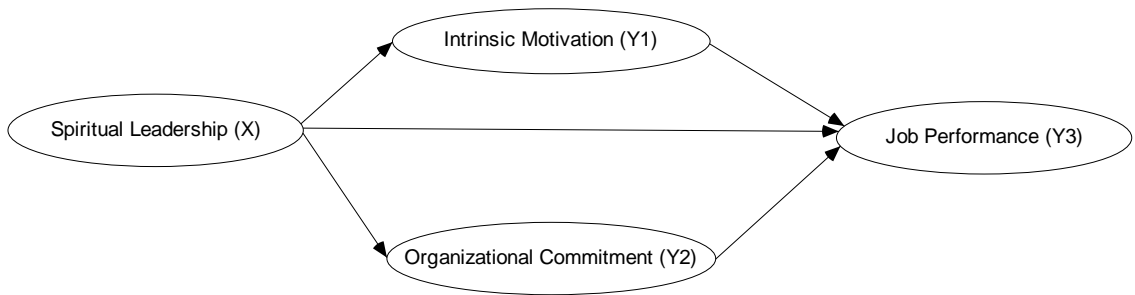 Intrinsic Motivation (Y1)
Spiritual Leadership (X)
Job Performance (Y3)
Organizational Commitment (Y2)